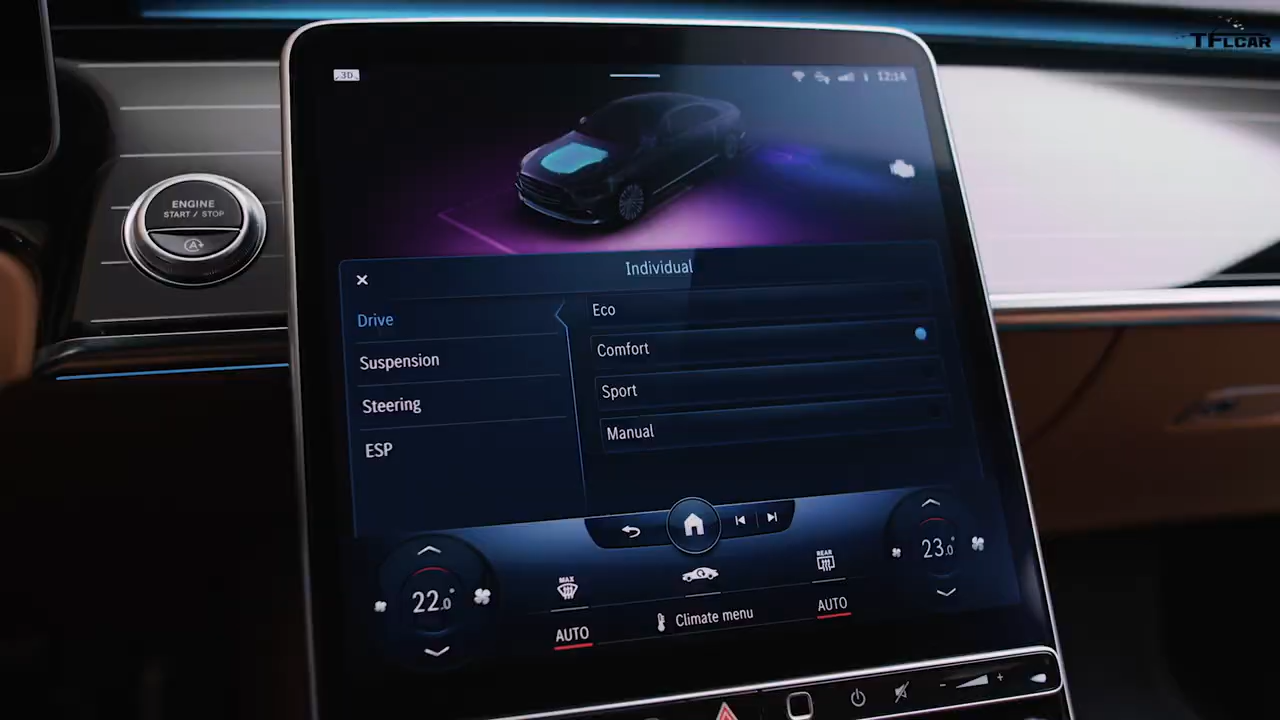 TFLCAR
3D
12:14
ENGINE
START / STOP
A
Individual
Drive
Suspension
Steering
ESP
Eco
Comfort
Sport
Manual
22.0°
23.0°
MAX
REAR
AUTO
Climate menu
AUTO